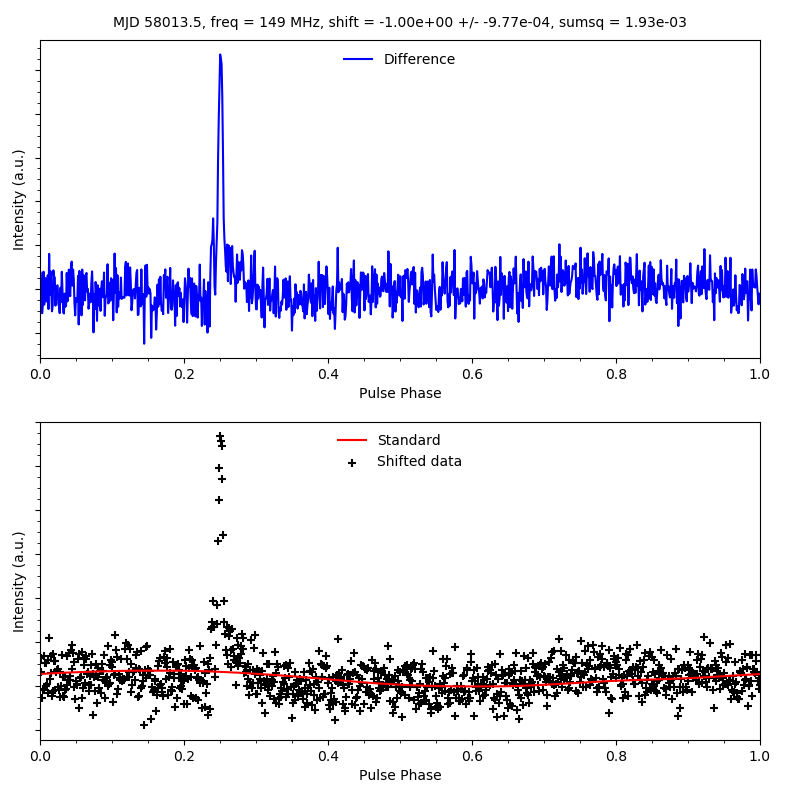 MJD 58013.5, freq = 149 MHz, shift = -1.00e+00 +/- -9.77e-04, sumsq = 1.93e-03
Difference
Intensity (a.u.)
0.0 0.2 0.4 0.6 0.8 1.0
Pulse Phase
Standard
Shifted data
Intensity (a.u.)
0.0 0.2 0.4 0.6 0.8 1.0
Pulse Phase